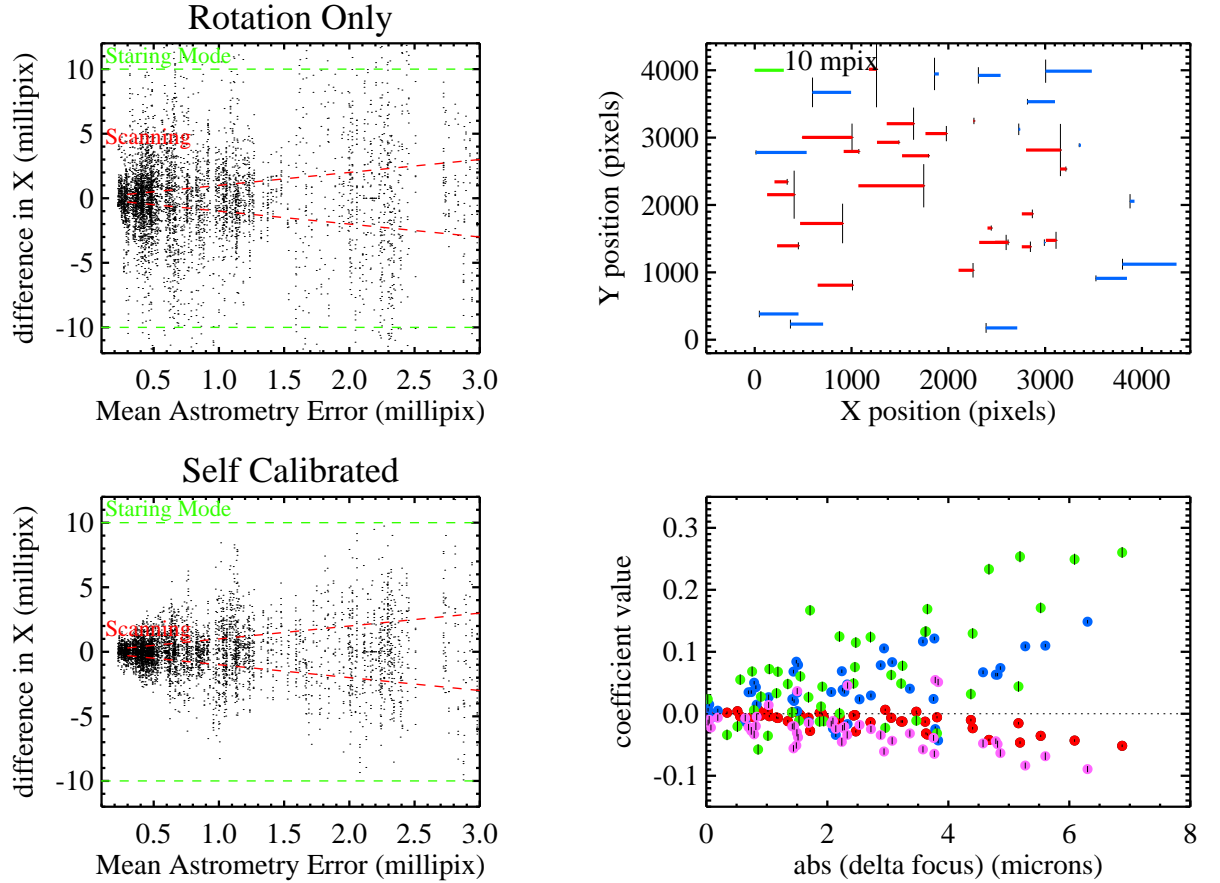 Rotation Only
difference in X (millipix)
10
5
0
-5
-10
Staring Mode
Scanning
0.5 1.0 1.5 2.0 2.5 3.0
Mean Astrometry Error (millipix)
Y position (pixels)
4000
3000
2000
1000
0
10 mpix
0 1000 2000 3000 4000
X position (pixels)
Self Calibrated
difference in X (millipix)
10
5
0
-5
-10
Staring Mode
Scanning
0.5 1.0 1.5 2.0 2.5 3.0
Mean Astrometry Error (millipix)
coefficient value
0.3
0.2
0.1
0.0
-0.1
0 2 4 6 8
abs (delta focus) (microns)